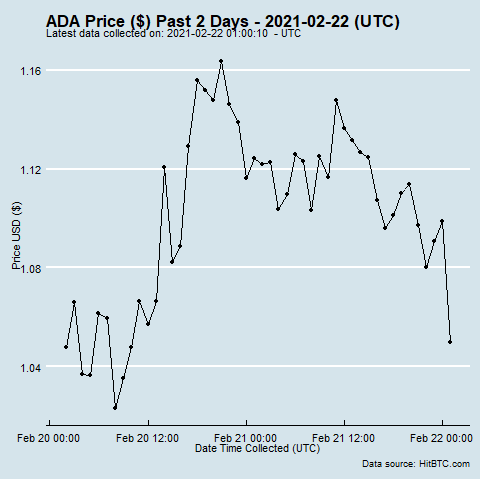 ADA Price ($) Past 2 Days - 2021-02-22 (UTC)
Latest data collected on: 2021-02-22 01:00:10 - UTC
1.16
1.12
1.08
1.04
Price USD ($)
Feb 20 00:00 Feb 20 12:00 Feb 21 00:00 Feb 21 12:00 Feb 22 00:00
Date Time Collected (UTC)
Data source: HitBTC.com